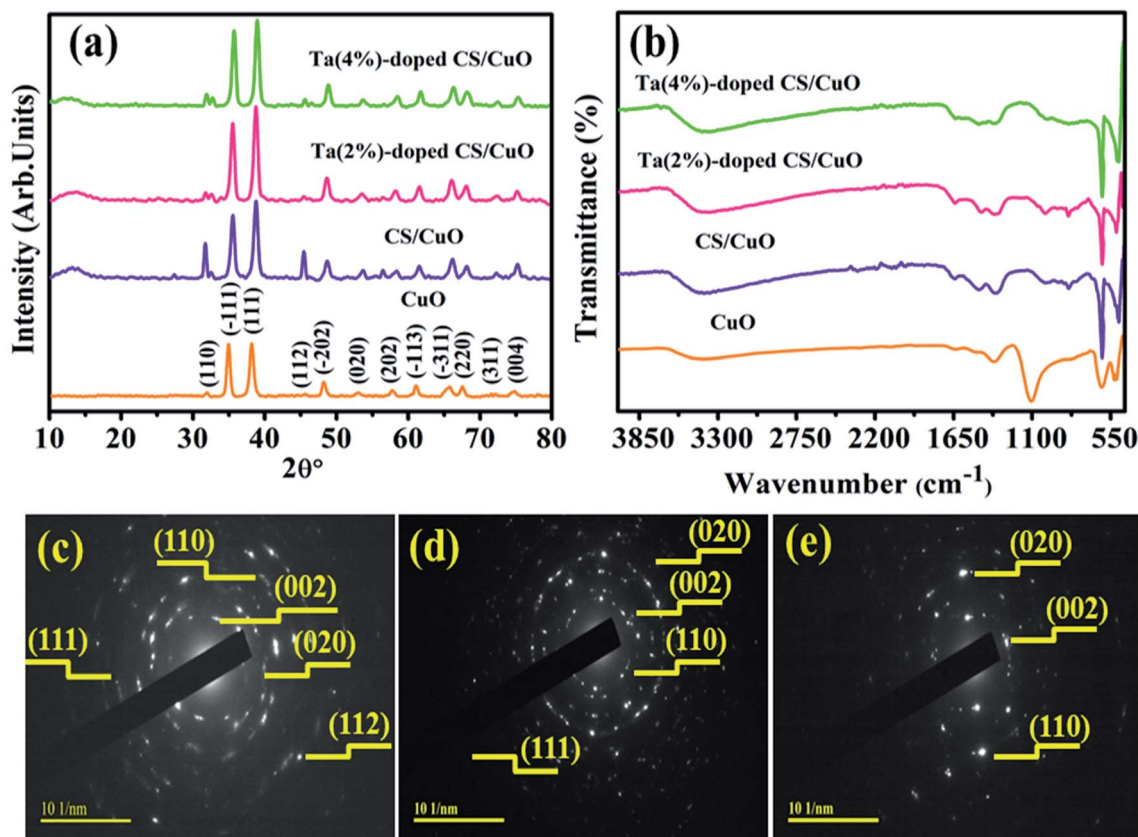 (a)
Ta(4%)-doped CS/CuO
Ta(2%)-doped CS/CuO
CS/CuO
CuO
(110)
(-111)
(111)
(112)
(-202)
(020)
(202)
(-113)
(-311)
(220)
(311)
(004)
Intensity (Arb.Units)
10 20 30 40 50 60 70 80
2θ°
(b)
Ta(4%)-doped CS/CuO
Ta(2%)-doped CS/CuO
CS/CuO
CuO
Transmittance (%)
3850 3300 2750 2200 1650 1100 550
Wavenumber (cm⁻¹)
(c)
(110)
(002)
(111)
(020)
(112)
10 1/nm
(d)
(020)
(002)
(110)
(111)
10 1/nm
(e)
(020)
(002)
(110)
10 1/nm